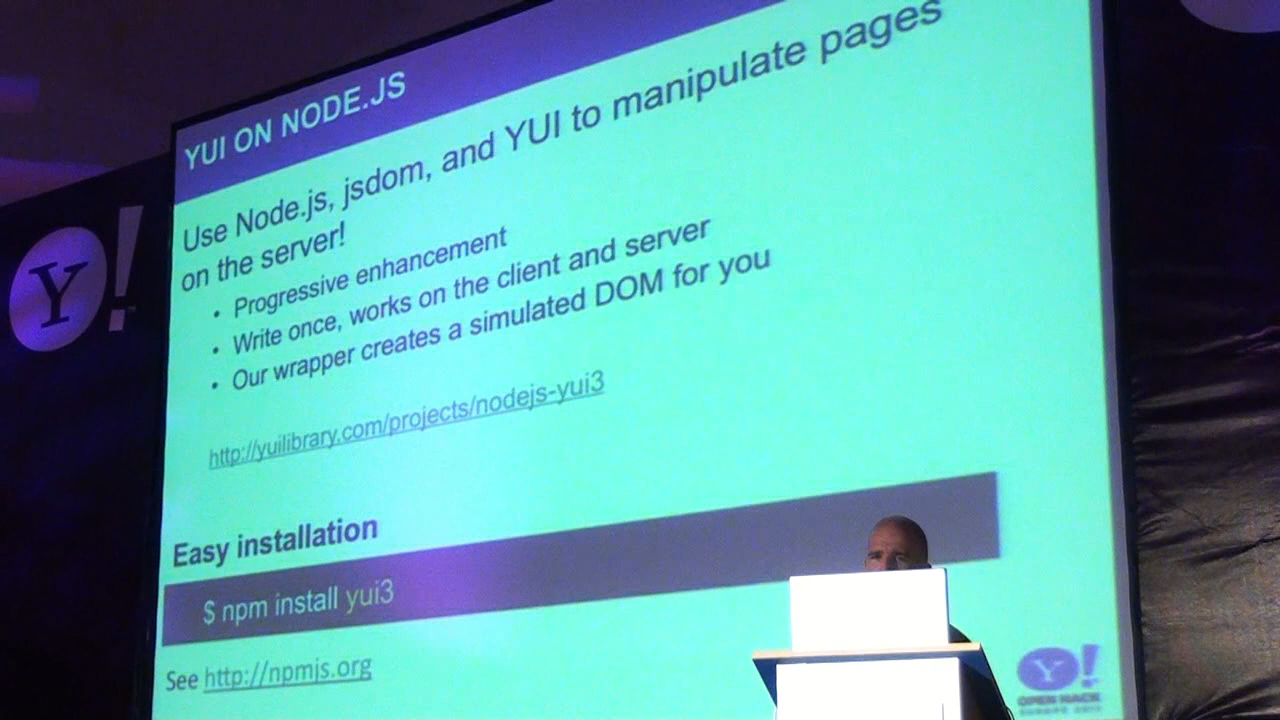 YUI ON NODE.JS
Use Node.js, jsdom, and YUI to manipulate pages
on the server!
• Progressive enhancement
• Write once, works on the client and server
• Our wrapper creates a simulated DOM for you
http://yuilibrary.com/projects/nodejs-yui3
Easy installation
$ npm install yui3
See http://npmjs.org
Y!
Y!
OPEN HACK